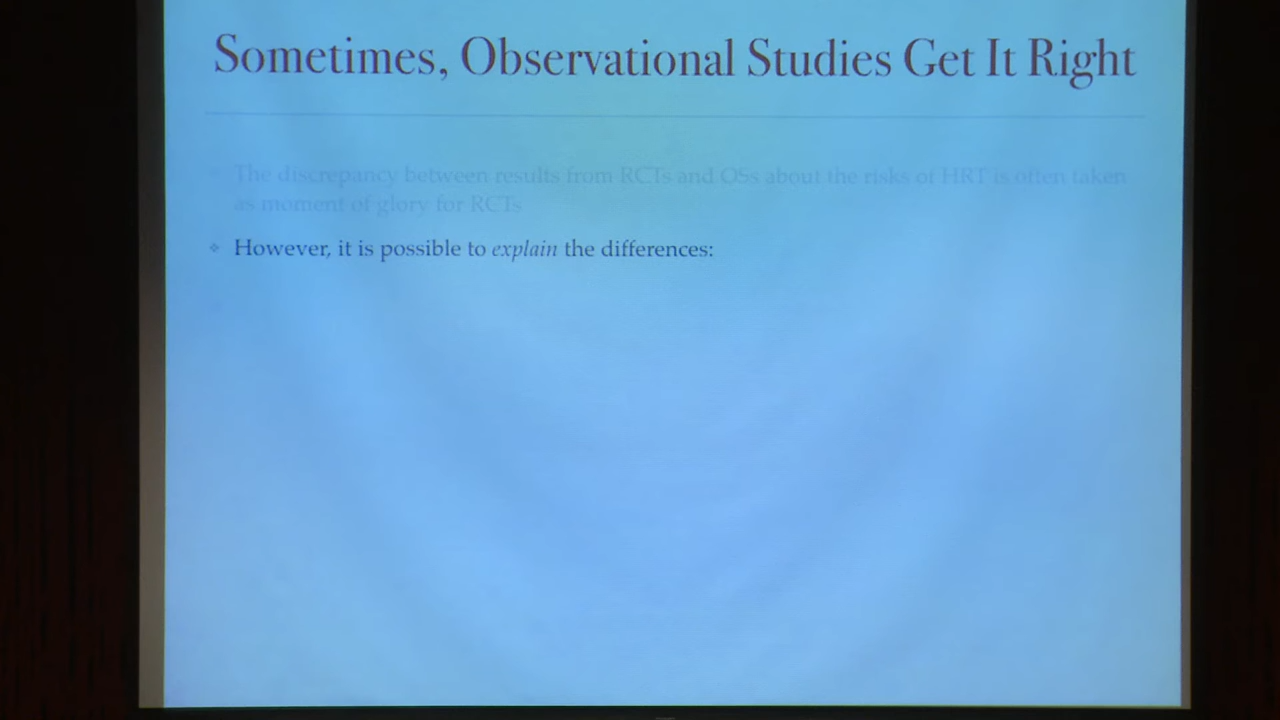 Sometimes, Observational Studies Get It Right
The discrepancy between results from RCTs and OSs about the risks of HRT is often taken
as moment of glory for RCTs
However, it is possible to explain the differences: